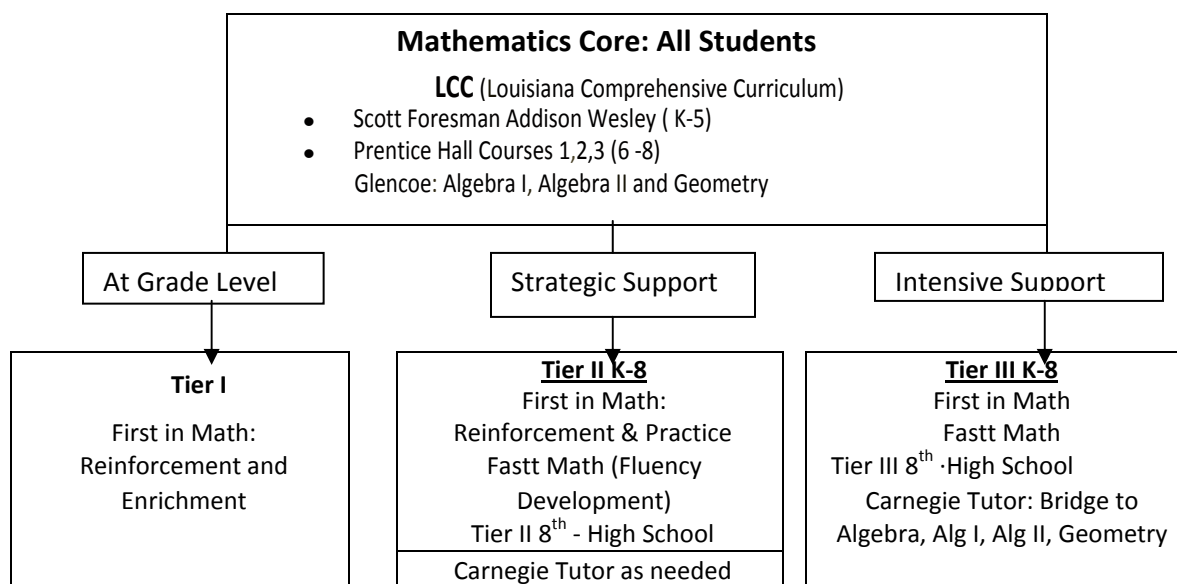 Mathematics Core: All Students
LCC (Louisiana Comprehensive Curriculum)
• Scott Foresman Addison Wesley ( K-5)
• Prentice Hall Courses 1,2,3 (6 -8)
Glencoe: Algebra I, Algebra II and Geometry
At Grade Level
Strategic Support
Intensive Support
Tier I
First in Math:
Reinforcement and
Enrichment
Tier II K-8
First in Math:
Reinforcement & Practice
Fastt Math (Fluency
Development)
Tier II 8th - High School
Carnegie Tutor as needed
Tier III K-8
First in Math
Fastt Math
Tier III 8th ·High School
Carnegie Tutor: Bridge to
Algebra, Alg I, Alg II, Geometry